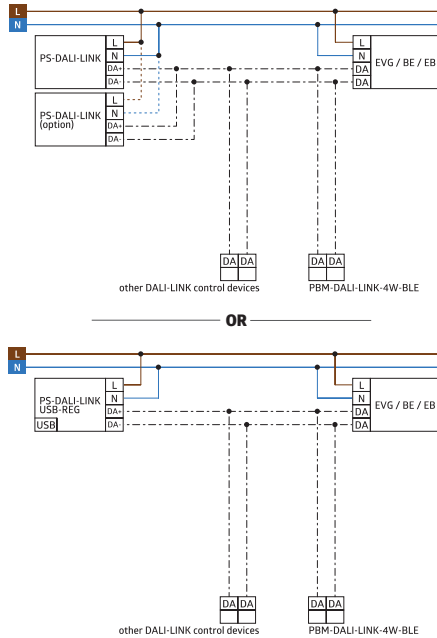 L
N
PS-DALI-LINK
L
N
DA+
DA-
L
N
DA
DA
EVG / BE / EB
PS-DALI-LINK
(option)
L
N
DA+
DA-
DA DA
DA DA
other DALI-LINK control devices
PBM-DALI-LINK-4W-BLE
OR
L
N
PS-DALI-LINK
USB-REG
USB
L
N
DA+
DA-
L
N
DA
DA
EVG / BE / EB
DA DA
DA DA
other DALI-LINK control devices
PBM-DALI-LINK-4W-BLE